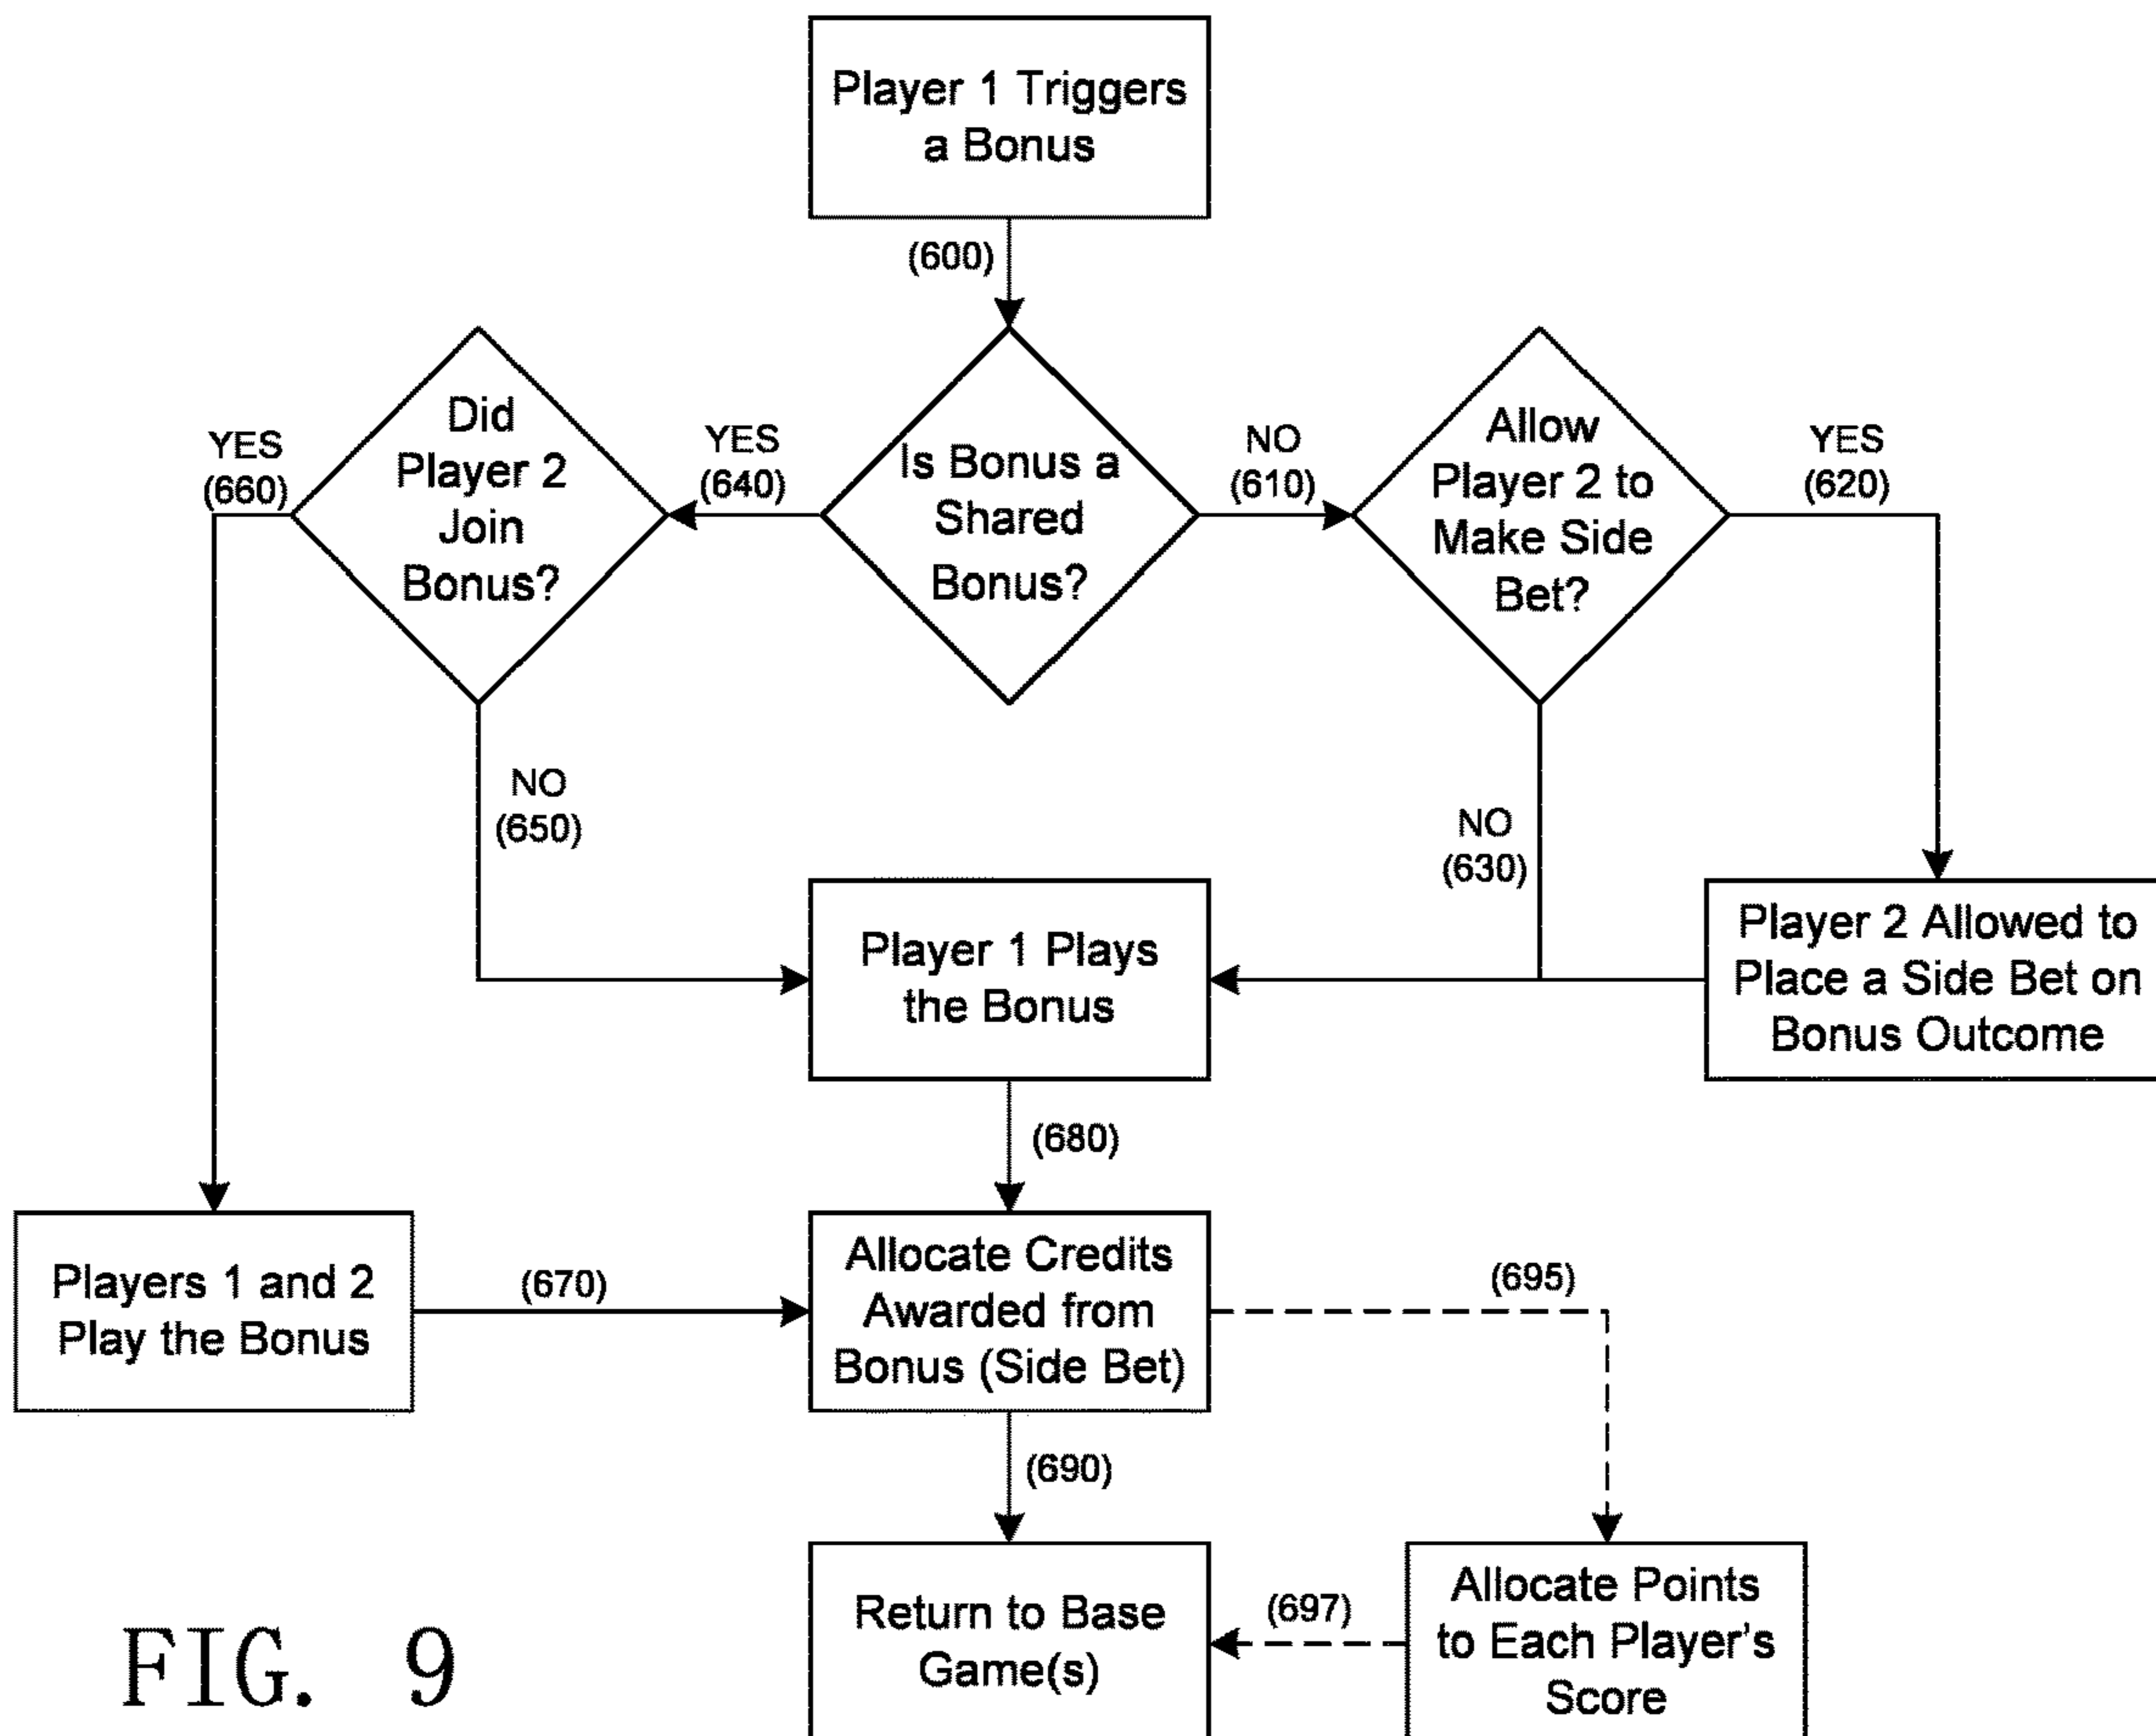 Player 1 Triggers
a Bonus
(600)
Did
Player 2
Join
Bonus?
YES
(660)
YES
(640)
Is Bonus a
Shared
Bonus?
NO
(610)
Allow
Player 2 to
Make Side
Bet?
YES
(620)
NO
(650)
NO
(630)
Player 1 Plays
the Bonus
Player 2 Allowed to
Place a Side Bet on
Bonus Outcome
(680)
Players 1 and 2
Play the Bonus
(670)
Allocate Credits
Awarded from
Bonus (Side Bet)
(695)
(690)
Return to Base
Game(s)
(697)
Allocate Points
to Each Player's
Score
FIG. 9